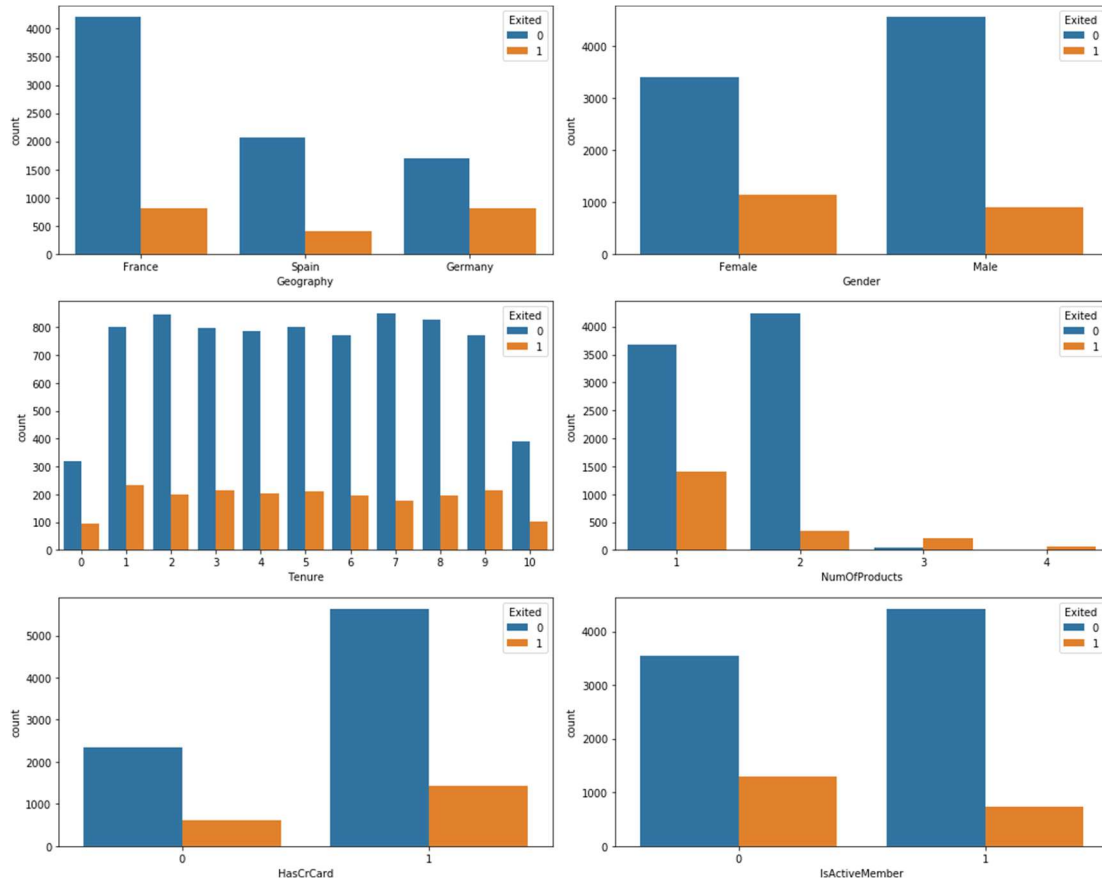 Exited
0
1
4000
3500
3000
2500
2000
1500
1000
500
0
count
France Spain Germany
Geography
Exited
0
1
4000
3000
2000
1000
0
count
Female Male
Gender
Exited
0
1
800
700
600
500
400
300
200
100
0
count
0 1 2 3 4 5 6 7 8 9 10
Tenure
Exited
0
1
4000
3500
3000
2500
2000
1500
1000
500
0
count
1 2 3 4
NumOfProducts
Exited
0
1
5000
4000
3000
2000
1000
0
count
0 1
HasCrCard
Exited
0
1
4000
3000
2000
1000
0
count
0 1
IsActiveMember